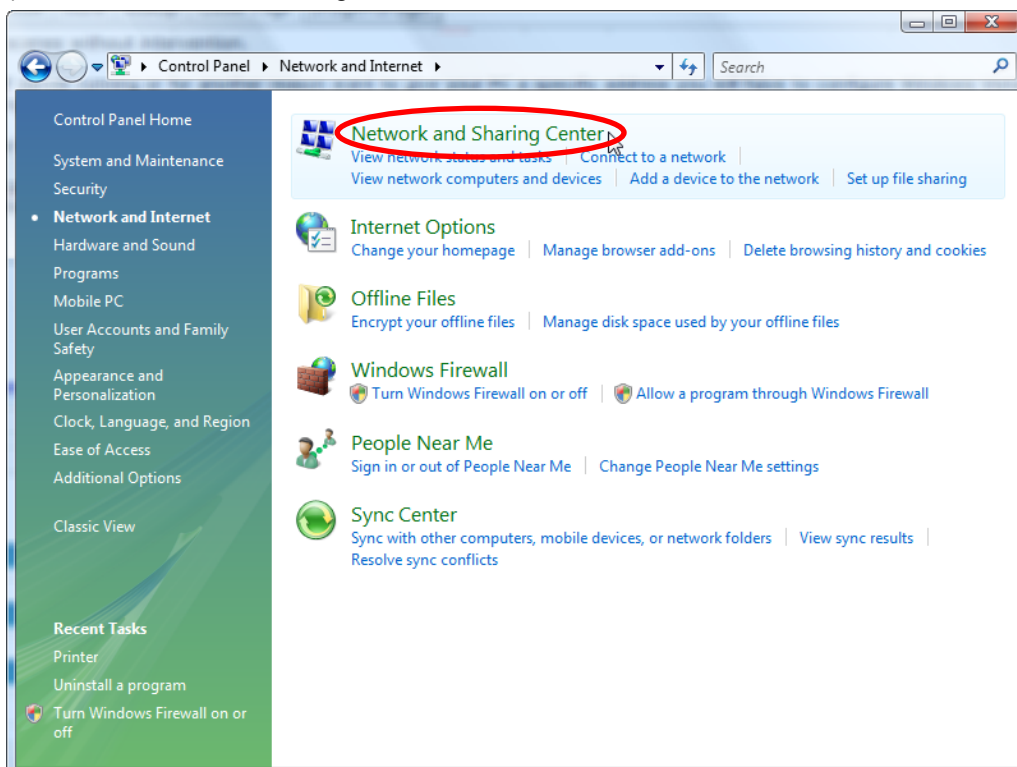 Control Panel Network and Internet Search
Control Panel Home
System and Maintenance
Security
Network and Internet
Hardware and Sound
Programs
Mobile PC
User Accounts and Family
Safety
Appearance and
Personalization
Clock, Language, and Region
Ease of Access
Additional Options
Classic View
Recent Tasks
Printer
Uninstall a program
Turn Windows Firewall on or
off
Network and Sharing Center
View network status and tasks Connect to a network
View network computers and devices Add a device to the network Set up file sharing
Internet Options
Change your homepage Manage browser add-ons Delete browsing history and cookies
Offline Files
Encrypt your offline files Manage disk space used by your offline files
Windows Firewall
Turn Windows Firewall on or off Allow a program through Windows Firewall
People Near Me
Sign in or out of People Near Me Change People Near Me settings
Sync Center
Sync with other computers, mobile devices, or network folders View sync results
Resolve sync conflicts